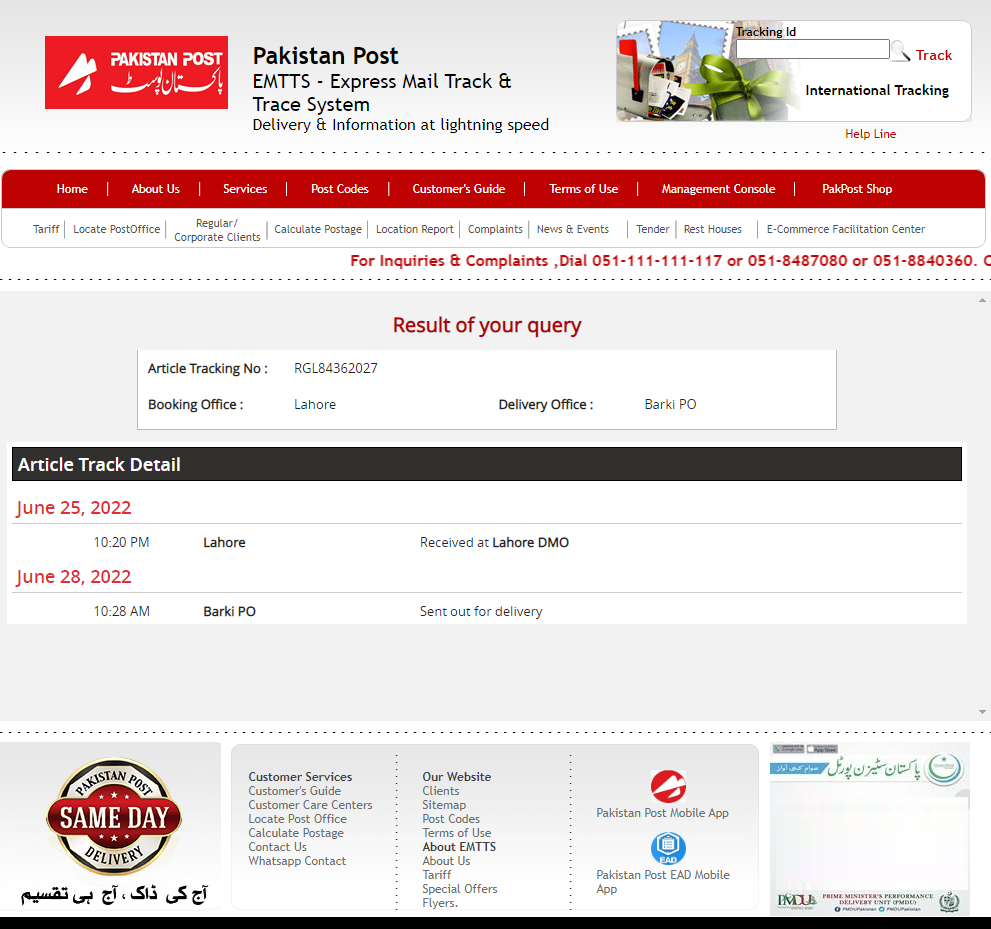 PAKISTAN POST
پاکستان پوسٹ
Pakistan Post
EMTTS - Express Mail Track &
Trace System
Delivery & Information at lightning speed
Tracking Id
Track
International Tracking
Help Line
Home About Us Services Post Codes Customer's Guide Terms of Use Management Console PakPost Shop
Tariff Locate PostOffice Regular/ Calculate Postage Location Report Complaints News & Events Tender Rest Houses E-Commerce Facilitation Center
Corporate Clients
For Inquiries & Complaints ,Dial 051-111-111-117 or 051-8487080 or 051-8840360.
Result of your query
Article Tracking No : RGL84362027
Booking Office : Lahore Delivery Office : Barki PO
Article Track Detail
June 25, 2022
10:20 PM Lahore Received at Lahore DMO
June 28, 2022
10:28 AM Barki PO Sent out for delivery
PAKISTAN POST
SAME DAY
DELIVERY
آج کی ڈاک ، آج ہی تقسیم
Customer Services
Customer's Guide
Customer Care Centers
Locate Post Office
Calculate Postage
Contact Us
Whatsapp Contact
Our Website
Clients
Sitemap
Post Codes
Terms of Use
About EMTTS
About Us
Tariff
Special Offers
Flyers.
Pakistan Post Mobile App
EAD
Pakistan Post EAD Mobile
App
App Store
پاکستان سٹیزن پورٹل
عوام کی آواز
PMDU
PRIME MINISTER'S PERFORMANCE
DELIVERY UNIT (PMDU)
PMDUPakistan PMDUPakistan